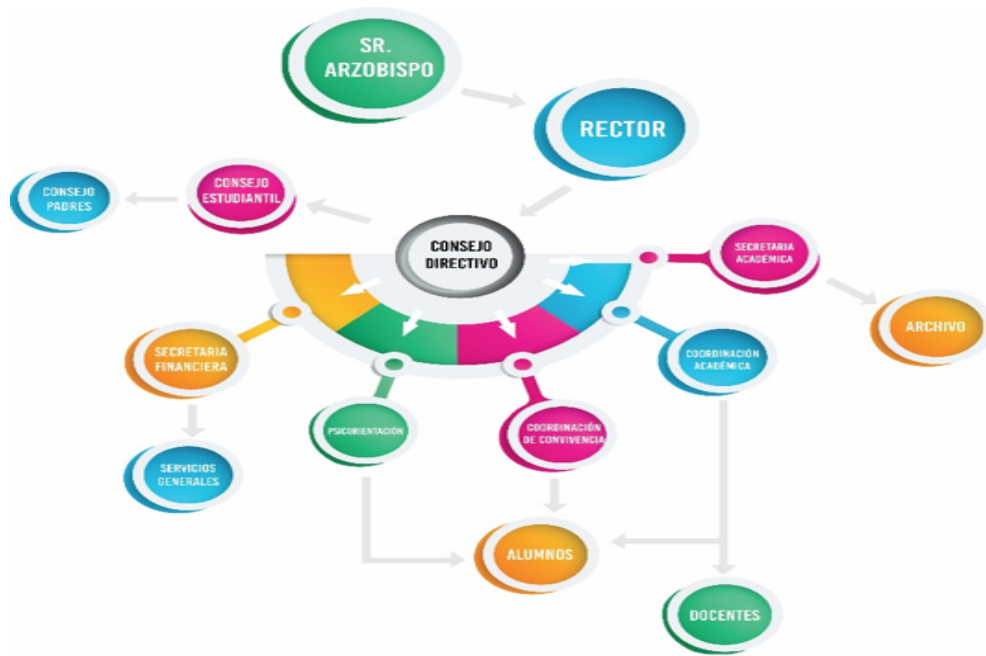 SR.
ARZOBISPO
RECTOR
CONSEJO
PADRES
CONSEJO
ESTUDIANTIL
CONSEJO
DIRECTIVO
SECRETARIA
ACADÉMICA
ARCHIVO
SECRETARIA
FINANCIERA
COORDINACIÓN
ACADÉMICA
PSICORIENTACIÓN
COORDINACIÓN
DE CONVIVENCIA
SERVICIOS
GENERALES
ALUMNOS
DOCENTES